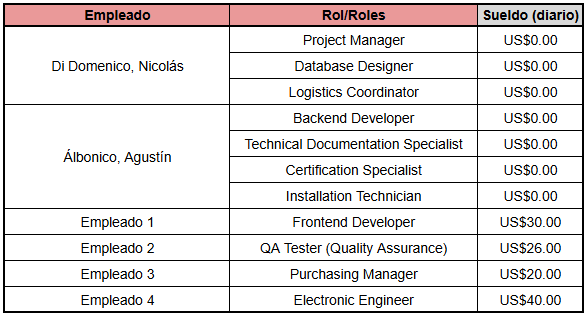 Empleado Rol/Roles Sueldo (diario)
Di Domenico, Nicolás Project Manager US$0.00
Database Designer US$0.00
Logistics Coordinator US$0.00
Álbonico, Agustín Backend Developer US$0.00
Technical Documentation Specialist US$0.00
Certification Specialist US$0.00
Installation Technician US$0.00
Empleado 1 Frontend Developer US$30.00
Empleado 2 QA Tester (Quality Assurance) US$26.00
Empleado 3 Purchasing Manager US$20.00
Empleado 4 Electronic Engineer US$40.00